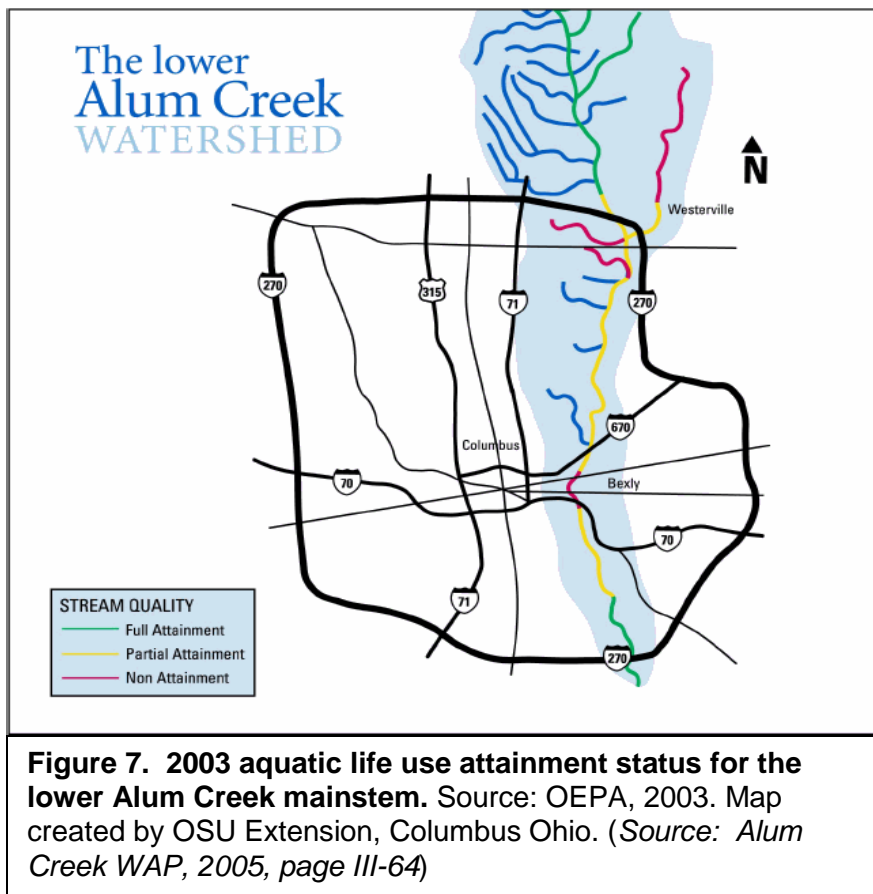 The lower
Alum Creek
WATERSHED
N
Westerville
270
315
71
270
670
Columbus
70
Bexly
70
71
270
STREAM QUALITY
Full Attainment
Partial Attainment
Non Attainment
Figure 7. 2003 aquatic life use attainment status for the
lower Alum Creek mainstem. Source: OEPA, 2003. Map
created by OSU Extension, Columbus Ohio. (Source: Alum
Creek WAP, 2005, page III-64)